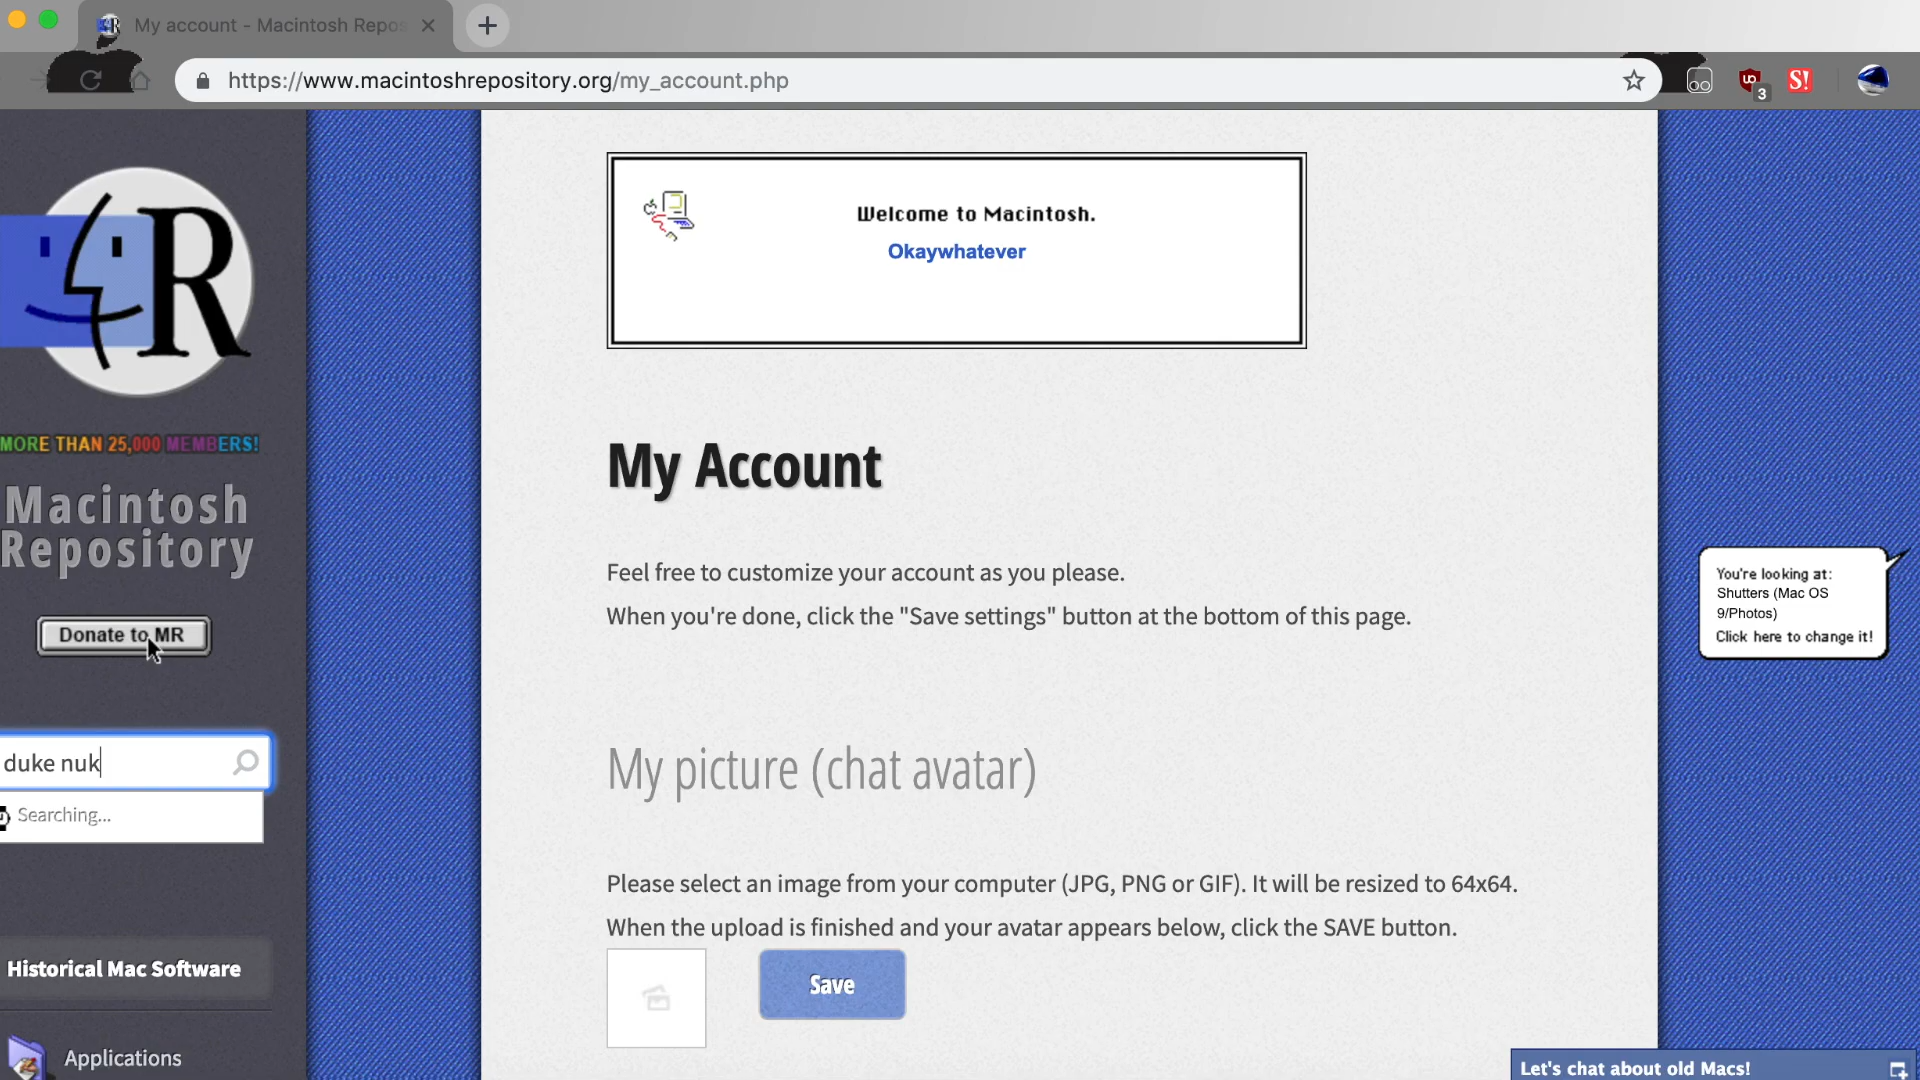 My account - Macintosh Repos
https://www.macintoshrepository.org/my_account.php
3
S!
R
MORE THAN 25,000 MEMBERS!
Macintosh
Repository
Donate to MR
duke nuk
Searching...
Historical Mac Software
Applications
Welcome to Macintosh.
Okaywhatever
My Account
Feel free to customize your account as you please.
When you're done, click the "Save settings" button at the bottom of this page.
My picture (chat avatar)
Please select an image from your computer (JPG, PNG or GIF). It will be resized to 64x64.
When the upload is finished and your avatar appears below, click the SAVE button.
Save
You're looking at:
Shutters (Mac OS
9/Photos)
Click here to change it!
Let's chat about old Macs!